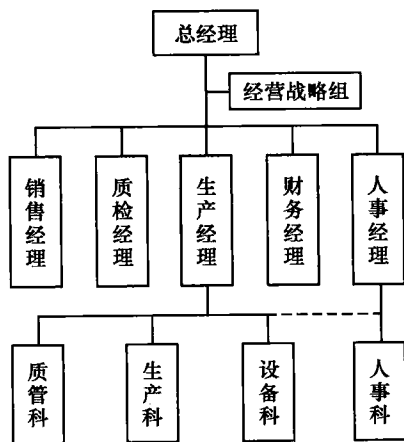 总经理
经营战略组
销售经理
质检经理
生产经理
财务经理
人事经理
质管科
生产科
设备科
人事科